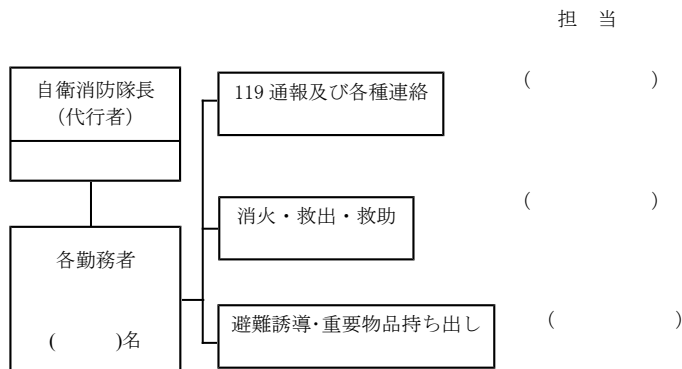 担 当
自衛消防隊長
(代行者)
119 通報及び各種連絡
( )
消火・救出・救助
( )
各勤務者
( )名
避難誘導・重要物品持ち出し
( )